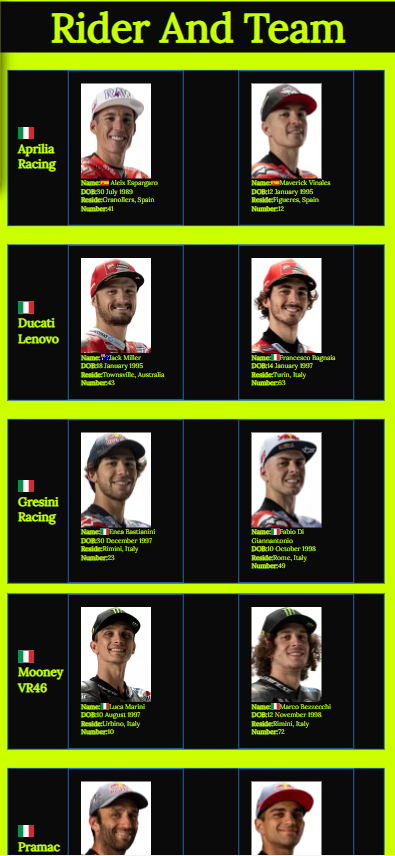 Rider And Team
Aprilia
Racing
Name:Aleix Espargaro
DOB:30 July 1989
Reside:Granollers, Spain
Number:41
Name:Maverick Vinales
DOB:12 January 1995
Reside:Figueres, Spain
Number:12
Ducati
Lenovo
Name:Jack Miller
DOB:18 January 1995
Reside:Townsville, Australia
Number:43
Name:Francesco Bagnaia
DOB:14 January 1997
Reside:Turin, Italy
Number:63
Gresini
Racing
Name:Enea Bastianini
DOB:30 December 1997
Reside:Rimini, Italy
Number:23
Name:Fabio Di
Giannantonio
DOB:10 October 1998
Reside:Rome, Italy
Number:49
Mooney
VR46
Name:Luca Marini
DOB:10 August 1997
Reside:Urbino, Italy
Number:10
Name:Marco Bezzecchi
DOB:12 November 1998
Reside:Rimini, Italy
Number:72
Pramac